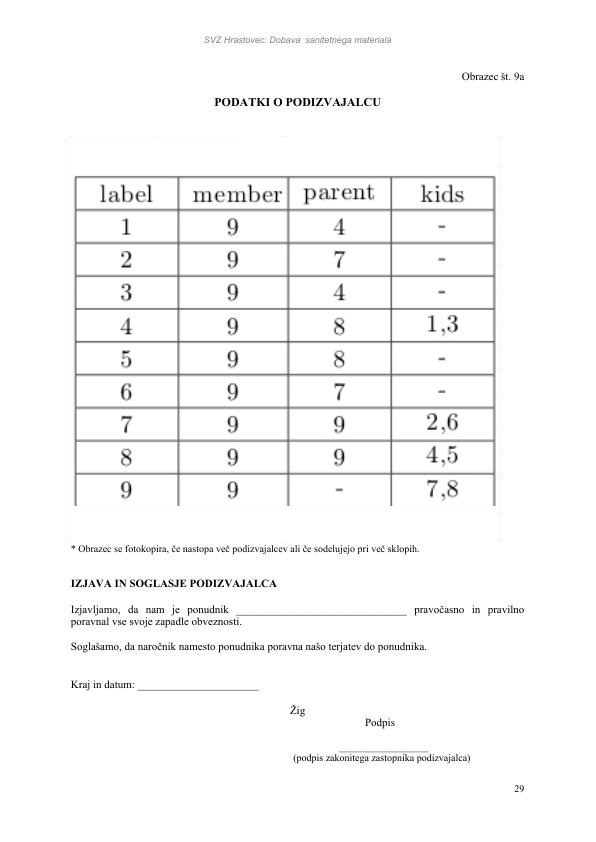 SVZ Hrastovec: Dobava sanitetnega materiala
Obrazec št. 9a
PODATKI O PODIZVAJALCU
label member parent kids
1 9 4 -
2 9 7 -
3 9 4 -
4 9 8 1,3
5 9 8 -
6 9 7 -
7 9 9 2,6
8 9 9 4,5
9 9 - 7,8
* Obrazec se fotokopira, če nastopa več podizvajalcev ali če sodelujejo pri več sklopih.
IZJAVA IN SOGLASJE PODIZVAJALCA
Izjavljamo, da nam je ponudnik _______________________________ pravočasno in pravilno
poravnal vse svoje zapadle obveznosti.
Soglašamo, da naročnik namesto ponudnika poravna našo terjatev do ponudnika.
Kraj in datum: ______________________
Žig
Podpis
________________
(podpis zakonitega zastopnika podizvajalca)
29